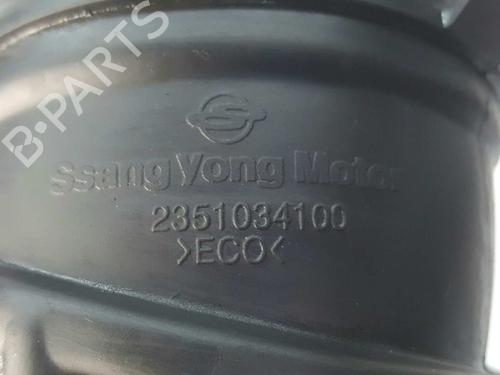 B-PARTS
SsangYong Motor
2351034100
>ECO<